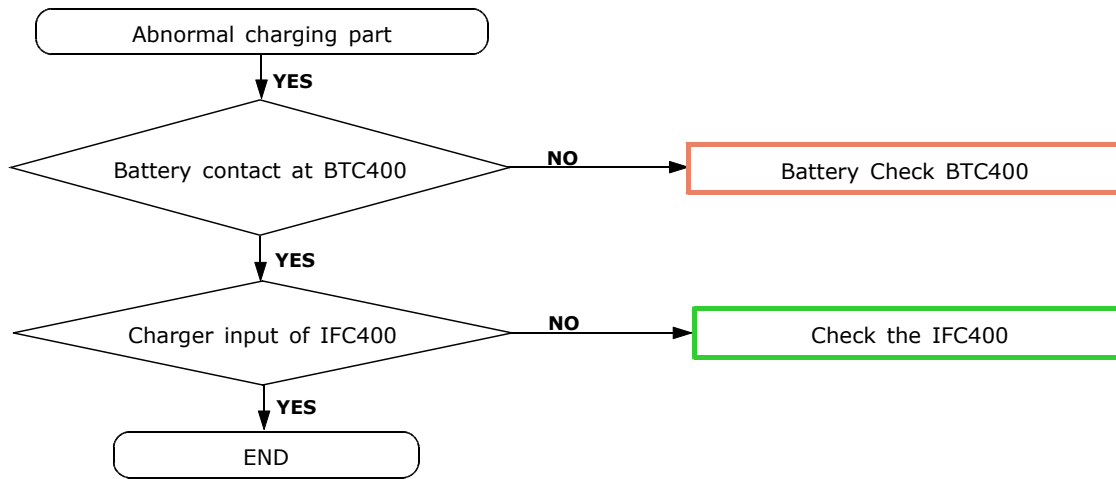 Abnormal charging part
YES
Battery contact at BTC400
NO
Battery Check BTC400
YES
Charger input of IFC400
NO
Check the IFC400
YES
END